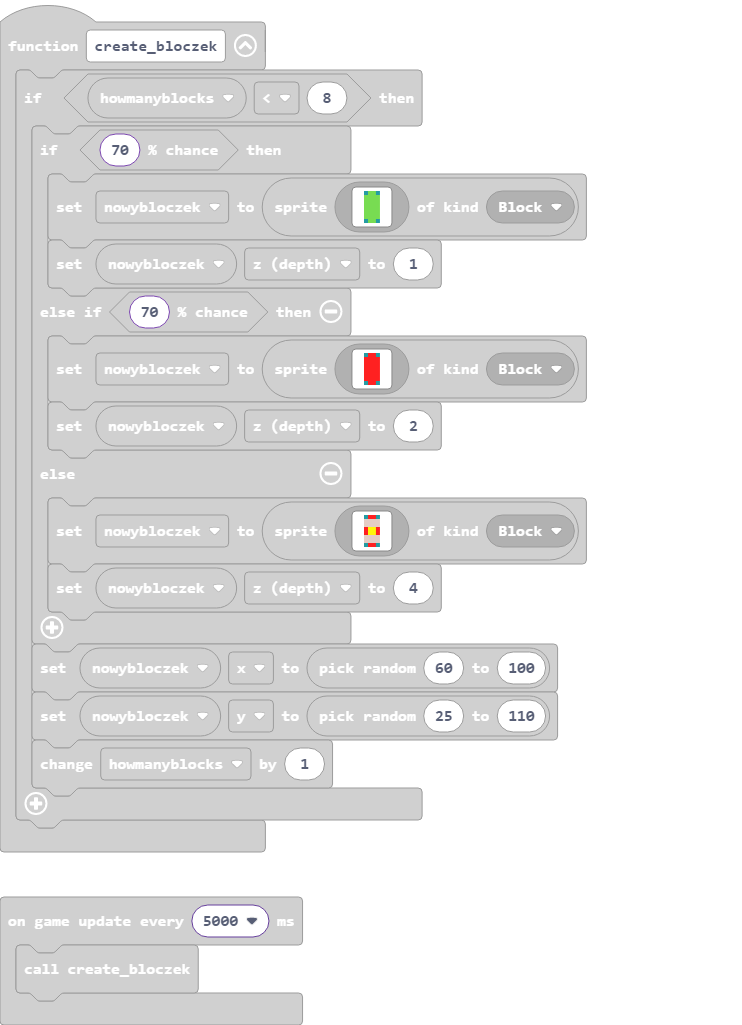 function create_bloczek
if howmanyblocks < 8 then
if 70 % chance then
set nowybloczek to sprite of kind Block
set nowybloczek z (depth) to 1
else if 70 % chance then
set nowybloczek to sprite of kind Block
set nowybloczek z (depth) to 2
else
set nowybloczek to sprite of kind Block
set nowybloczek z (depth) to 4
set nowybloczek x to pick random 60 to 100
set nowybloczek y to pick random 25 to 110
change howmanyblocks by 1
on game update every 5000 ms
call create_bloczek